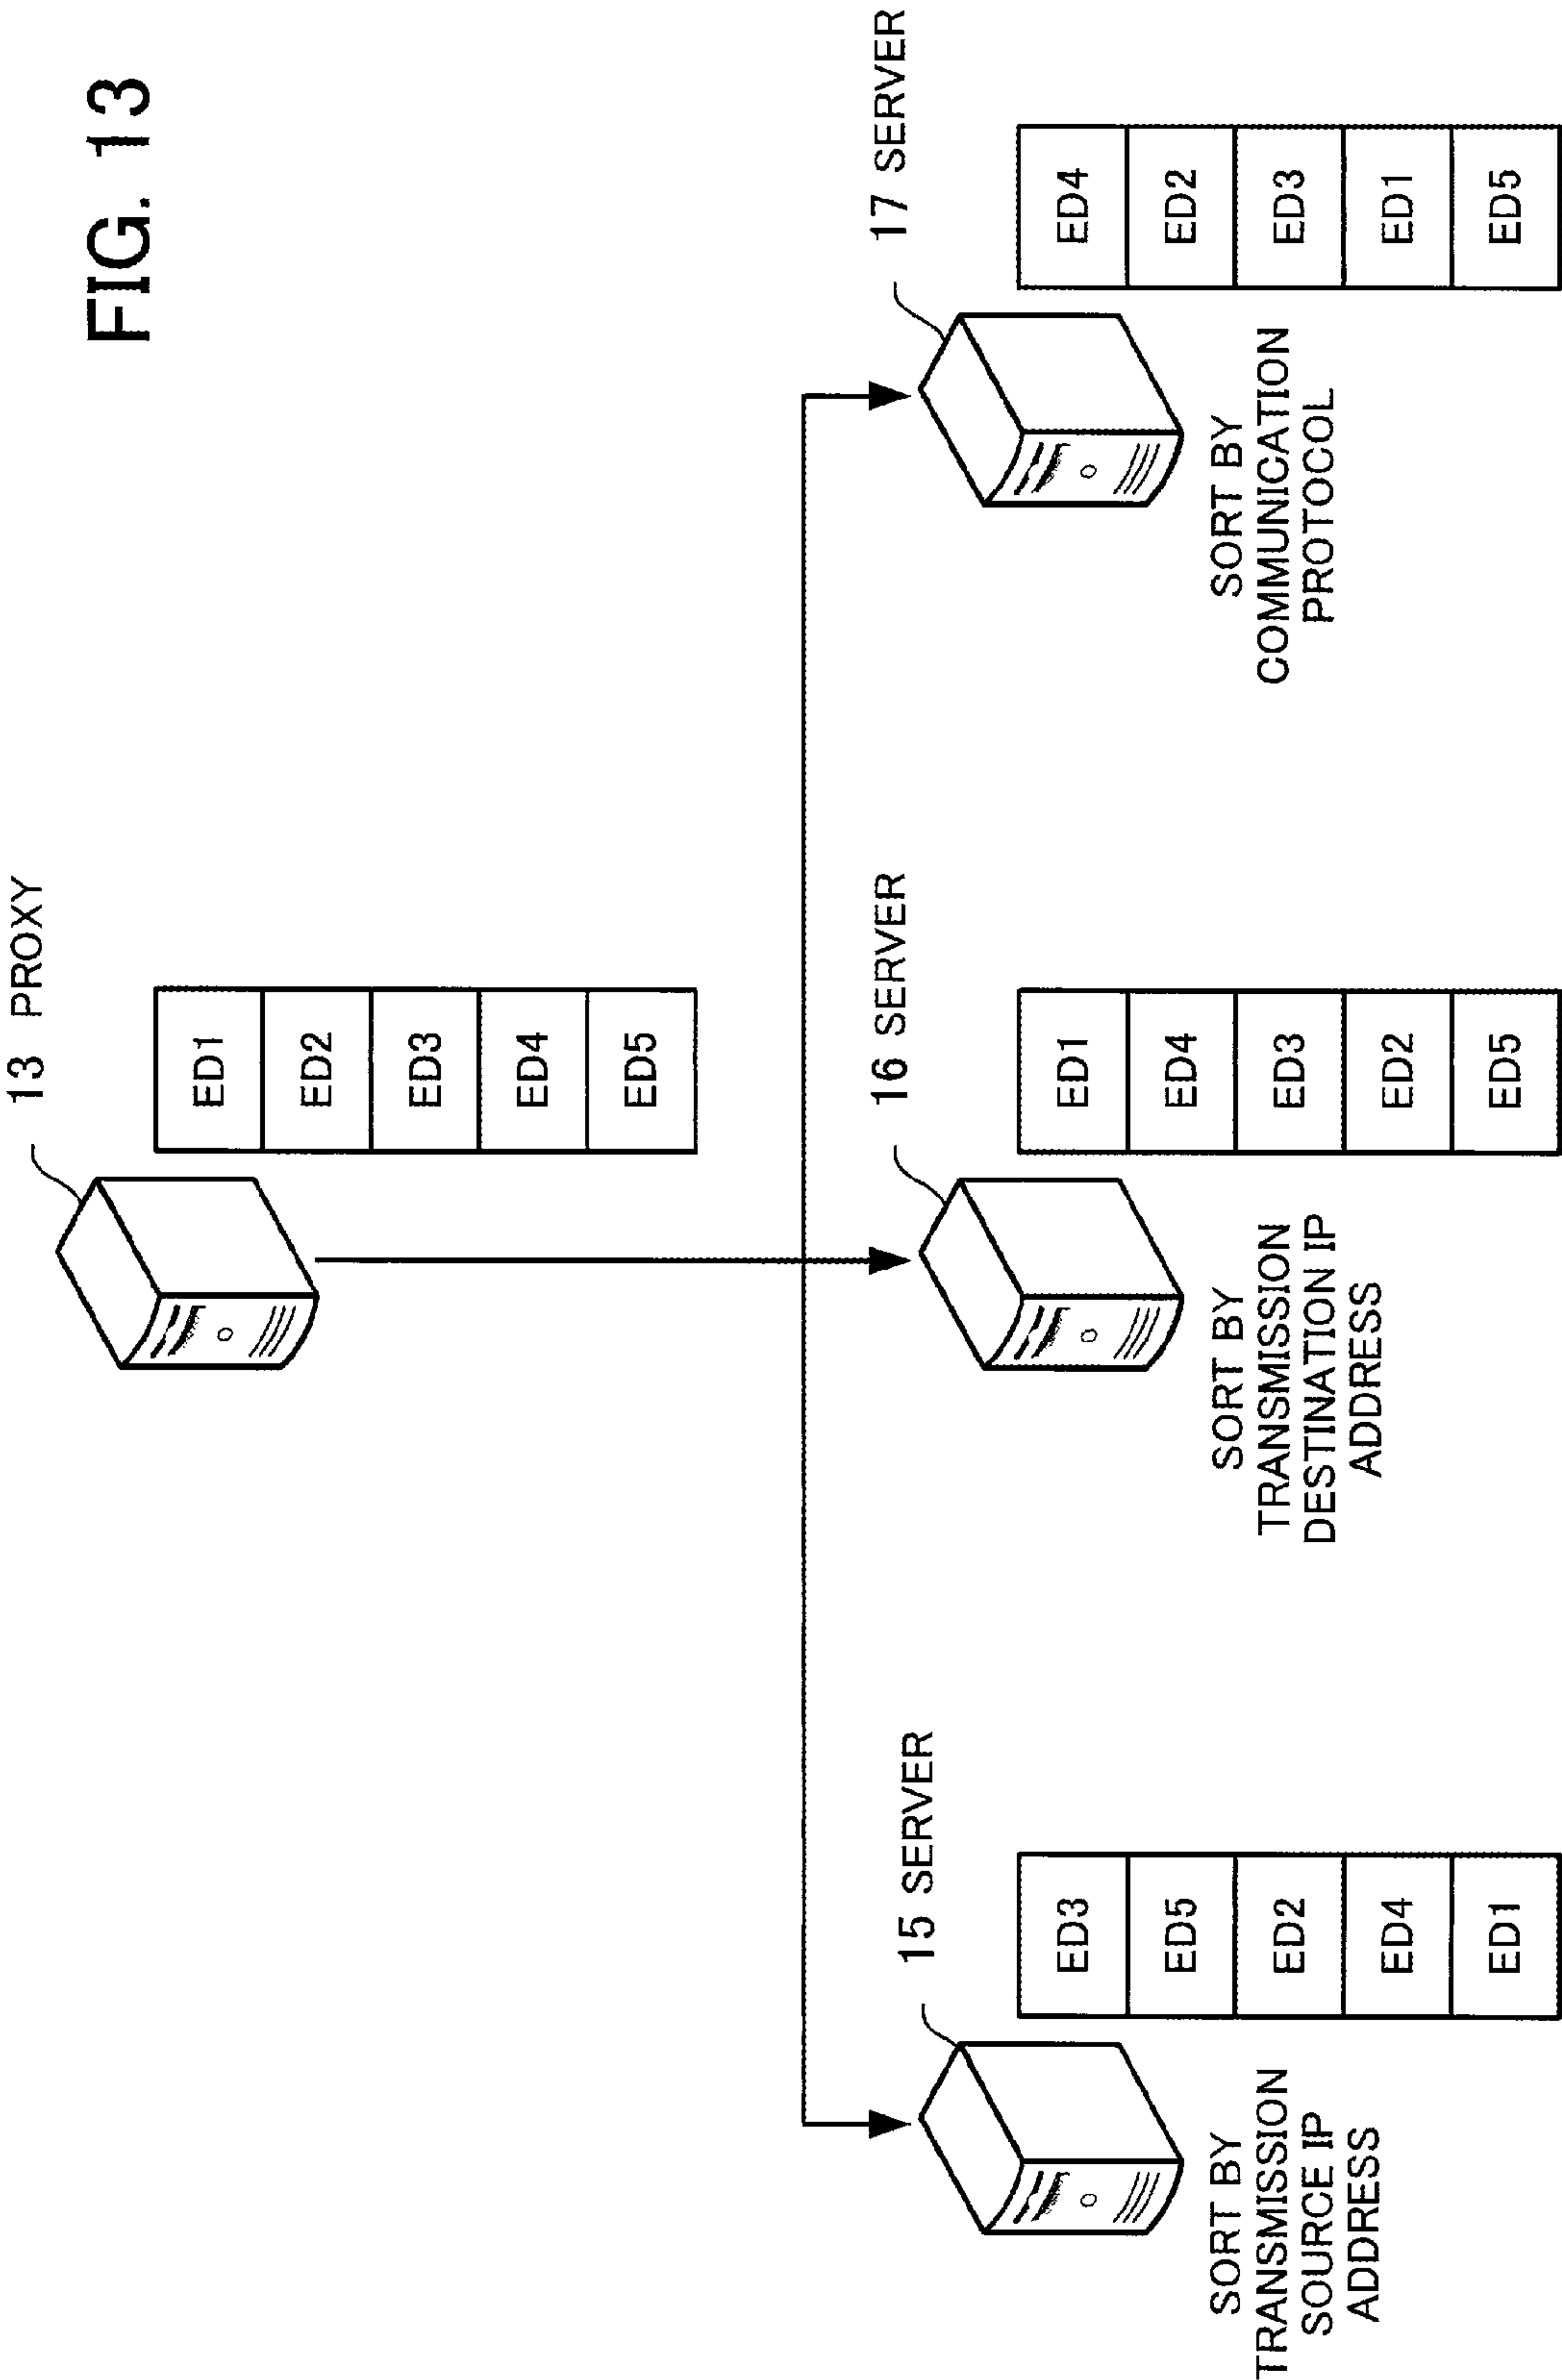 FIG. 13
13 PROXY
ED1
ED2
ED3
ED4
ED5
15 SERVER
SORT BY
TRANSMISSION
SOURCE IP
ADDRESS
ED3
ED5
ED2
ED4
ED1
16 SERVER
SORT BY
TRANSMISSION
DESTINATION IP
ADDRESS
ED1
ED4
ED3
ED2
ED5
17 SERVER
SORT BY
COMMUNICATION
PROTOCOL
ED4
ED2
ED3
ED1
ED5